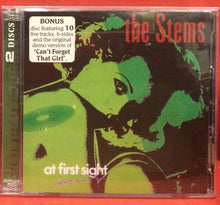 BONUS
disc featuring 10
live tracks, b-sides
and the original
demo version of
'Can't Forget
That Girl'.
the Stems
2 DISCS
at first sight